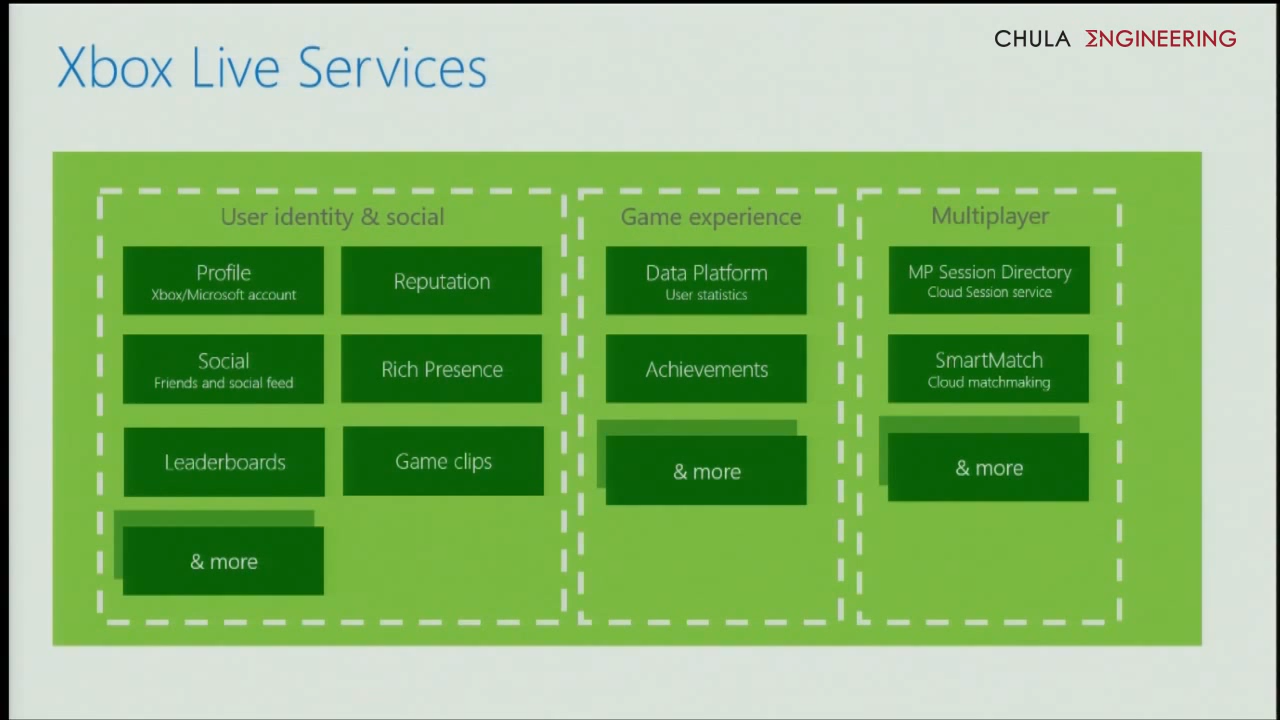 CHULA ΣNGINEERING
Xbox Live Services
User identity & social
Profile
Xbox/Microsoft account
Reputation
Social
Friends and social feed
Rich Presence
Leaderboards
Game clips
& more
Game experience
Data Platform
User statistics
Achievements
& more
Multiplayer
MP Session Directory
Cloud Session service
SmartMatch
Cloud matchmaking
& more